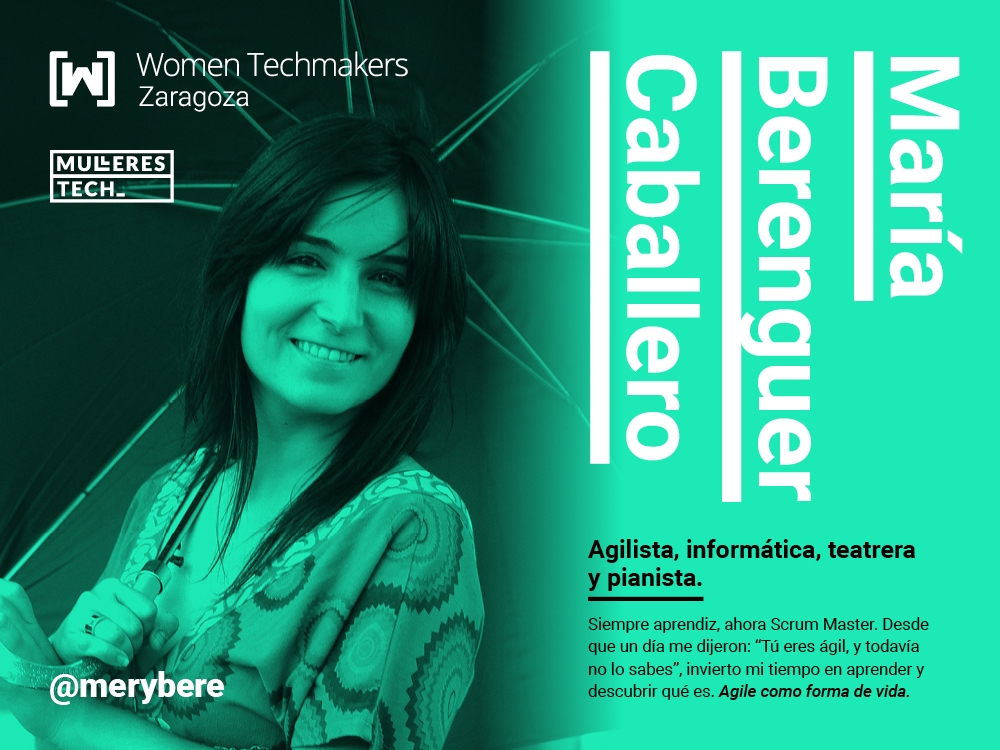 Women Techmakers
Zaragoza
MULLERES
TECH_
María
Berenguer
Caballero
Agilista, informática, teatrera
y pianista.
Siempre aprendiz, ahora Scrum Master. Desde
que un día me dijeron: “Tú eres ágil, y todavía
no lo sabes”, invierto mi tiempo en aprender y
descubrir qué es. Agile como forma de vida.
@merybere